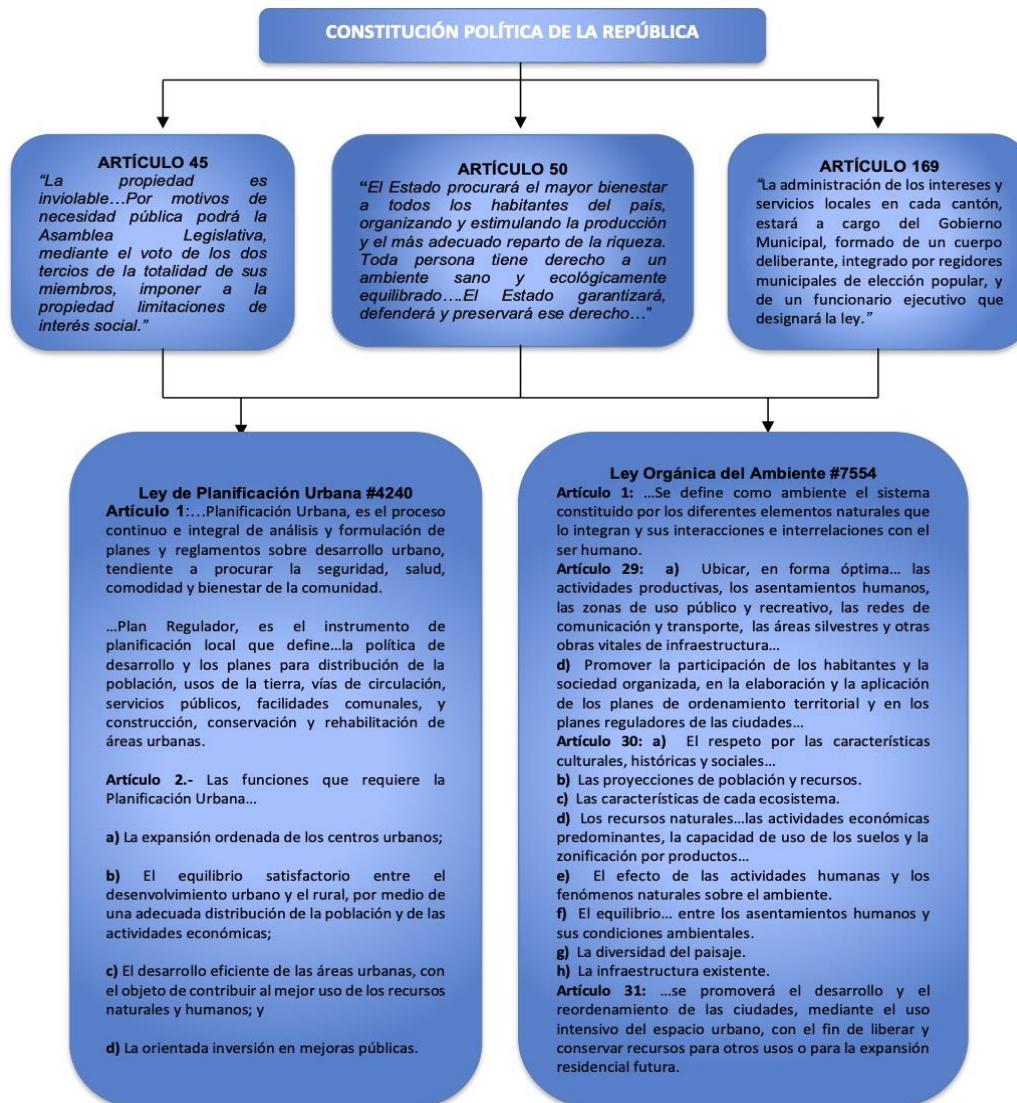 CONSTITUCIÓN POLÍTICA DE LA REPÚBLICA
ARTÍCULO 45
“La propiedad es
inviolable…Por motivos de
necesidad pública podrá la
Asamblea Legislativa,
mediante el voto de los dos
tercios de la totalidad de sus
miembros, imponer a la
propiedad limitaciones de
interés social.”
ARTÍCULO 50
“El Estado procurará el mayor bienestar
a todos los habitantes del país,
organizando y estimulando la producción
y el más adecuado reparto de la riqueza.
Toda persona tiene derecho a un
ambiente sano y ecológicamente
equilibrado….El Estado garantizará,
defenderá y preservará ese derecho…”
ARTÍCULO 169
“La administración de los intereses y
servicios locales en cada cantón,
estará a cargo del Gobierno
Municipal, formado de un cuerpo
deliberante, integrado por regidores
municipales de elección popular, y
de un funcionario ejecutivo que
designará la ley.”
Ley de Planificación Urbana #4240
Artículo 1:…Planificación Urbana, es el proceso
continuo e integral de análisis y formulación de
planes y reglamentos sobre desarrollo urbano,
tendiente a procurar la seguridad, salud,
comodidad y bienestar de la comunidad.
…Plan Regulador, es el instrumento de
planificación local que define…la política de
desarrollo y los planes para distribución de la
población, usos de la tierra, vías de circulación,
servicios públicos, facilidades comunales, y
construcción, conservación y rehabilitación de
áreas urbanas.
Artículo 2.- Las funciones que requiere la
Planificación Urbana…
a) La expansión ordenada de los centros urbanos;
b) El equilibrio satisfactorio entre el
desenvolvimiento urbano y el rural, por medio de
una adecuada distribución de la población y de las
actividades económicas;
c) El desarrollo eficiente de las áreas urbanas, con
el objeto de contribuir al mejor uso de los recursos
naturales y humanos; y
d) La orientada inversión en mejoras públicas.
Ley Orgánica del Ambiente #7554
Artículo 1: …Se define como ambiente el sistema
constituido por los diferentes elementos naturales que
lo integran y sus interacciones e interrelaciones con el
ser humano.
Artículo 29: a) Ubicar, en forma óptima… las
actividades productivas, los asentamientos humanos,
las zonas de uso público y recreativo, las redes de
comunicación y transporte, las áreas silvestres y otras
obras vitales de infraestructura…
d) Promover la participación de los habitantes y la
sociedad organizada, en la elaboración y la aplicación
de los planes de ordenamiento territorial y en los
planes reguladores de las ciudades…
Artículo 30: a) El respeto por las características
culturales, históricas y sociales…
b) Las proyecciones de población y recursos.
c) Las características de cada ecosistema.
d) Los recursos naturales…las actividades económicas
predominantes, la capacidad de uso de los suelos y la
zonificación por productos…
e) El efecto de las actividades humanas y los
fenómenos naturales sobre el ambiente.
f) El equilibrio… entre los asentamientos humanos y
sus condiciones ambientales.
g) La diversidad del paisaje.
h) La infraestructura existente.
Artículo 31: …se promoverá el desarrollo y el
reordenamiento de las ciudades, mediante el uso
intensivo del espacio urbano, con el fin de liberar y
conservar recursos para otros usos o para la expansión
residencial futura.